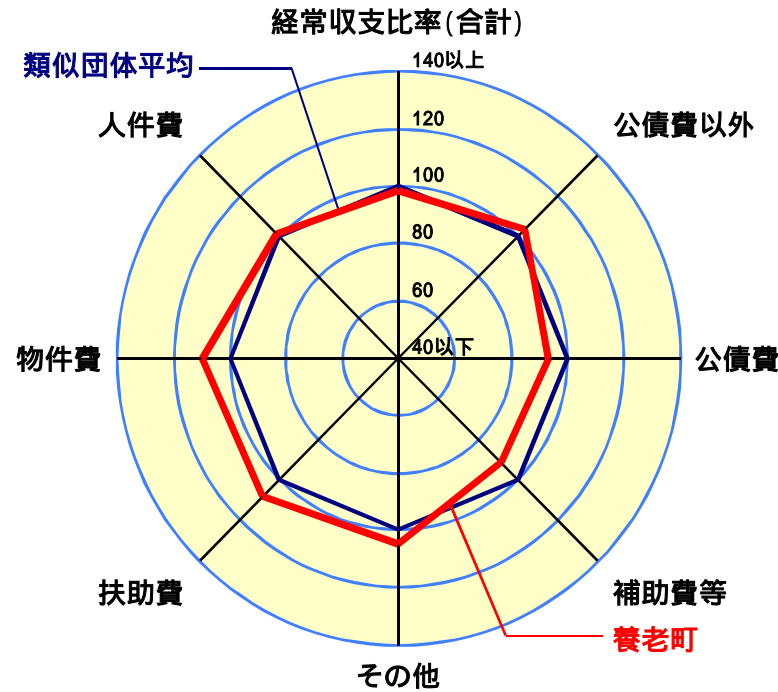 経常収支比率(合計)
類似団体平均
140以上
人件費
120
公債費以外
100
80
60
物件費
40以下
公債費
扶助費
補助費等
養老町
その他